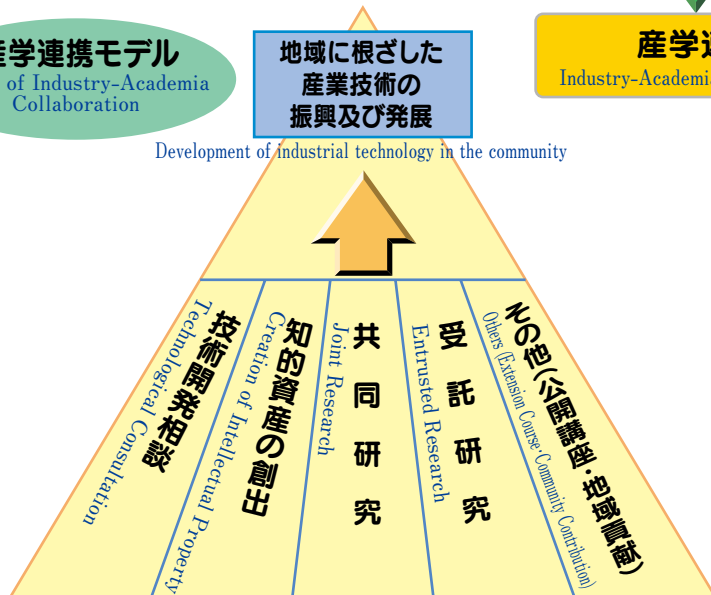 学連携モデル
of Industry-Academia
Collaboration
地域に根ざした
産業技術の
振興及び発展
産学
Industry-Academi
Development of industrial technology in the community
技術開発相談
Technological Consultation
知的資産の創出
Creation of Intellectual Property
共同研究
Joint Research
受託研究
Entrusted Research
その他(公開講座・地域貢献)
Others (Extension Course・Community Contribution)